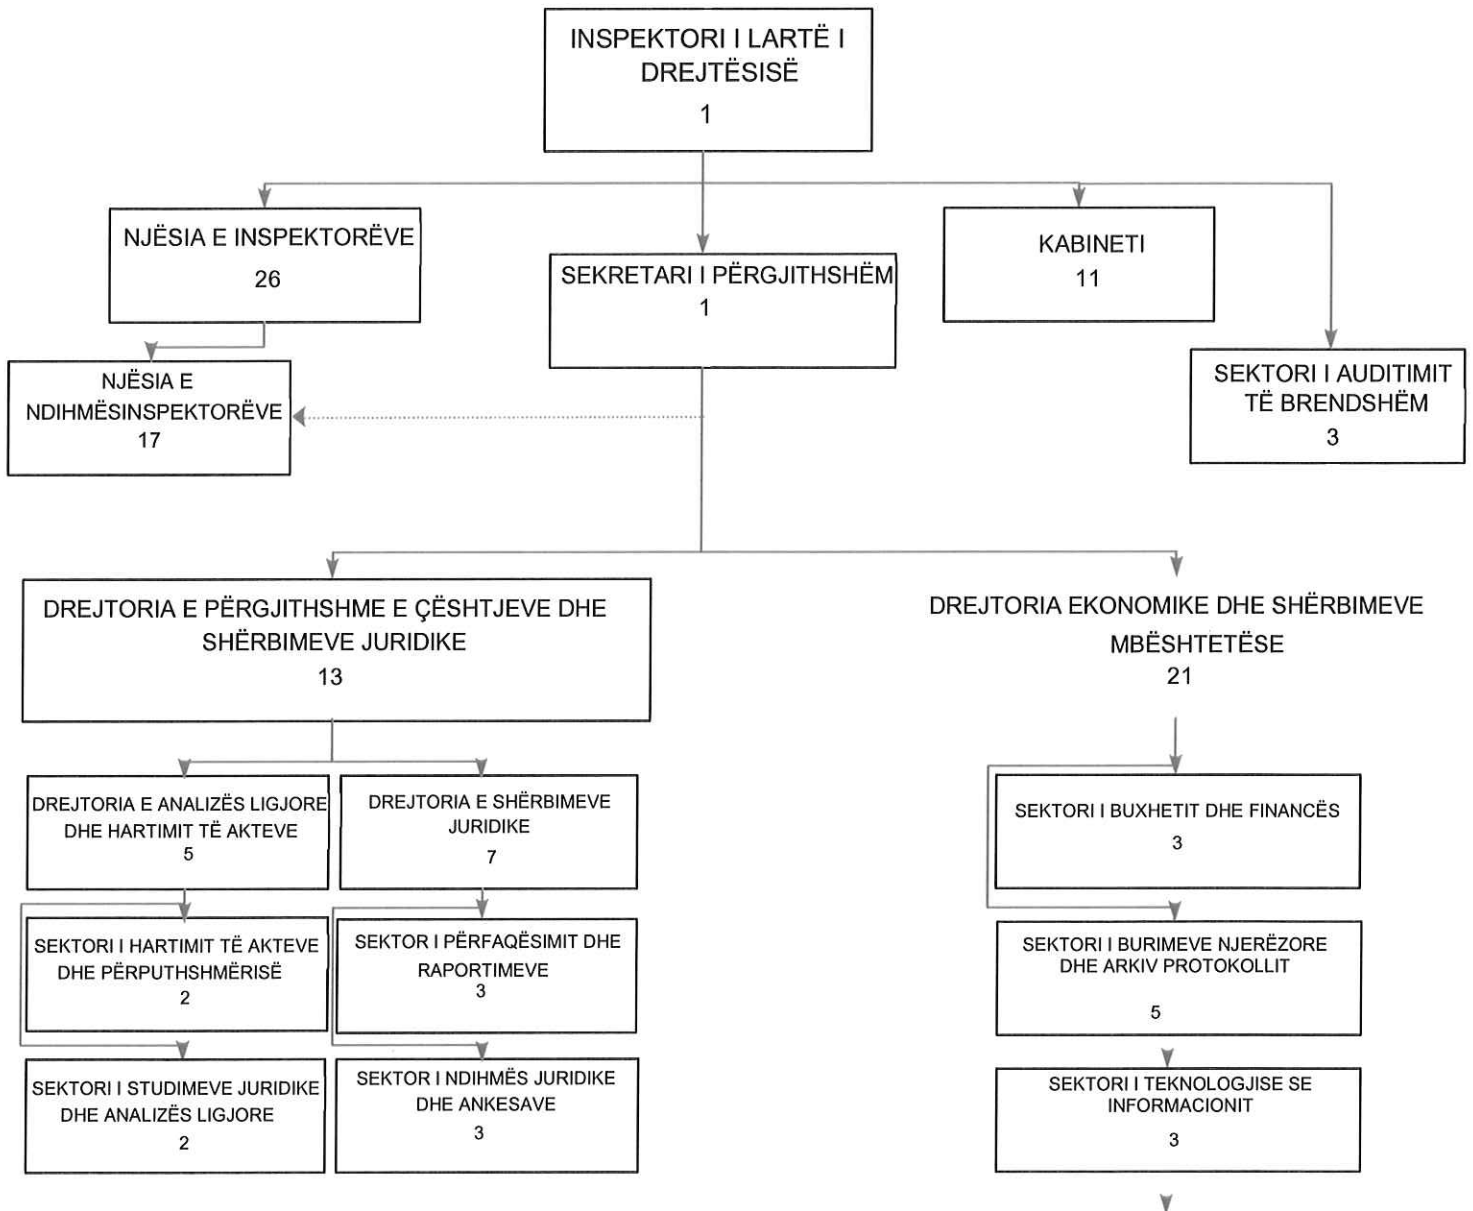 INSPEKTORI I LARTË I
DREJTËSISË
1
NJËSIA E INSPEKTORËVE
26
SEKRETARI I PËRGJITHSHËM
1
KABINETI
11
NJËSIA E
NDIHMËSINSPEKTORËVE
17
SEKTORI I AUDITIMIT
TË BRENDSHËM
3
DREJTORIA E PËRGJITHSHME E ÇËSHTJEVE DHE
SHËRBIMEVE JURIDIKE
13
DREJTORIA EKONOMIKE DHE SHËRBIMEVE
MBËSHTETËSE
21
DREJTORIA E ANALIZËS LIGJORE
DHE HARTIMIT TË AKTEVE
5
DREJTORIA E SHËRBIMEVE
JURIDIKE
7
SEKTORI I BUXHETIT DHE FINANCËS
3
SEKTORI I HARTIMIT TË AKTEVE
DHE PËRPUTHSHMËRISË
2
SEKTOR I PËRFAQËSIMIT DHE
RAPORTIMEVE
3
SEKTORI I BURIMEVE NJERËZORE
DHE ARKIV PROTOKOLLIT
5
SEKTORI I STUDIMEVE JURIDIKE
DHE ANALIZËS LIGJORE
2
SEKTOR I NDIHMËS JURIDIKE
DHE ANKESAVE
3
SEKTORI I TEKNOLOGJISE SE
INFORMACIONIT
3